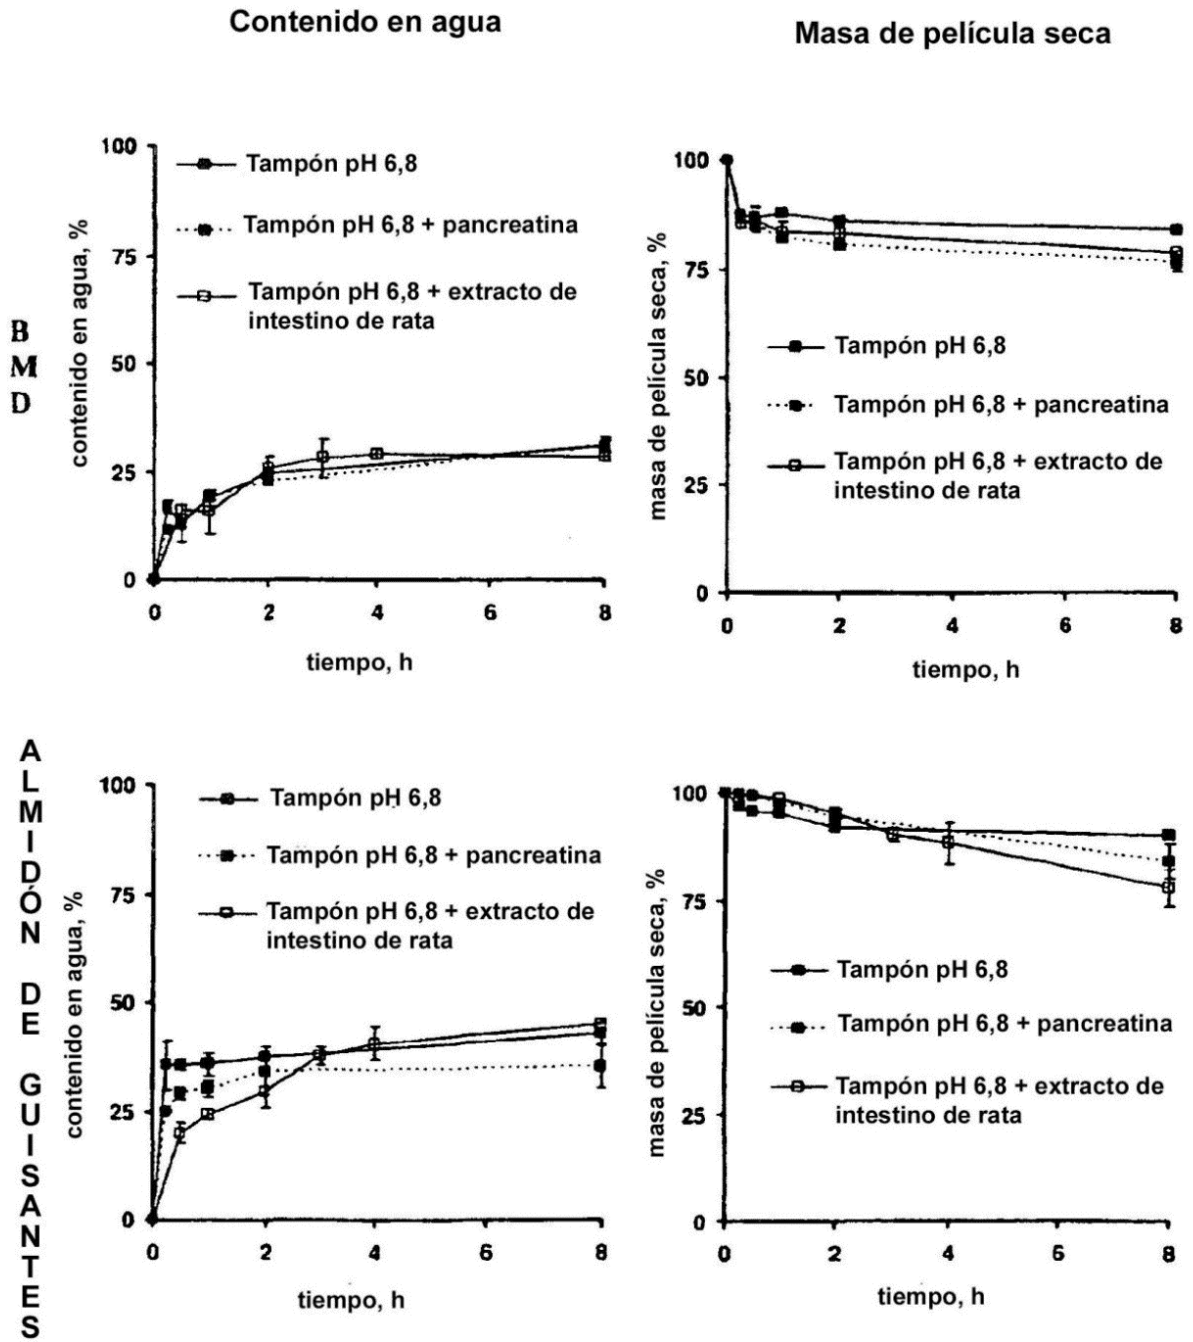 Contenido en agua
Masa de película seca
B
M
D
contenido en agua, %
100
75
50
25
0
Tampón pH 6,8
Tampón pH 6,8 + pancreatina
Tampón pH 6,8 + extracto de
intestino de rata
0 2 4 6 8
tiempo, h
masa de película seca, %
100
75
50
25
0
Tampón pH 6,8
Tampón pH 6,8 + pancreatina
Tampón pH 6,8 + extracto de
intestino de rata
0 2 4 6 8
tiempo, h
A
L
M
I
D
Ó
N
D
E
G
U
I
S
A
N
T
E
S
contenido en agua, %
100
75
50
25
0
Tampón pH 6,8
Tampón pH 6,8 + pancreatina
Tampón pH 6,8 + extracto de
intestino de rata
0 2 4 6 8
tiempo, h
masa de película seca, %
100
75
50
25
0
Tampón pH 6,8
Tampón pH 6,8 + pancreatina
Tampón pH 6,8 + extracto de
intestino de rata
0 2 4 6 8
tiempo, h